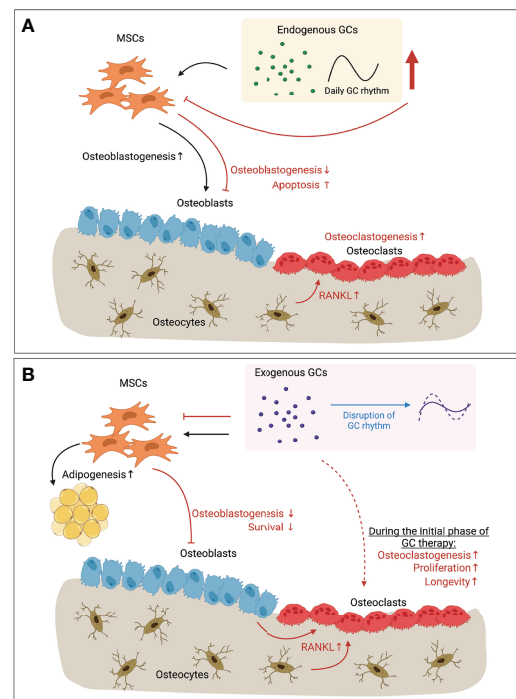 A
MSCs
Endogenous GCs
Daily GC rhythm
Osteoblastogenesis↑
Osteoblastogenesis↓
Apoptosis ↑
Osteoblasts
Osteoclastogenesis↑
Osteoclasts
RANKL↑
Osteocytes
B
MSCs
Exogenous GCs
Disruption of
GC rhythm
Adipogenesis↑
Osteoblastogenesis ↓
Survival ↓
During the initial phase of
GC therapy:
Osteoclastogenesis↑
Proliferation↑
Longevity↑
Osteoblasts
Osteoclasts
RANKL↑
Osteocytes